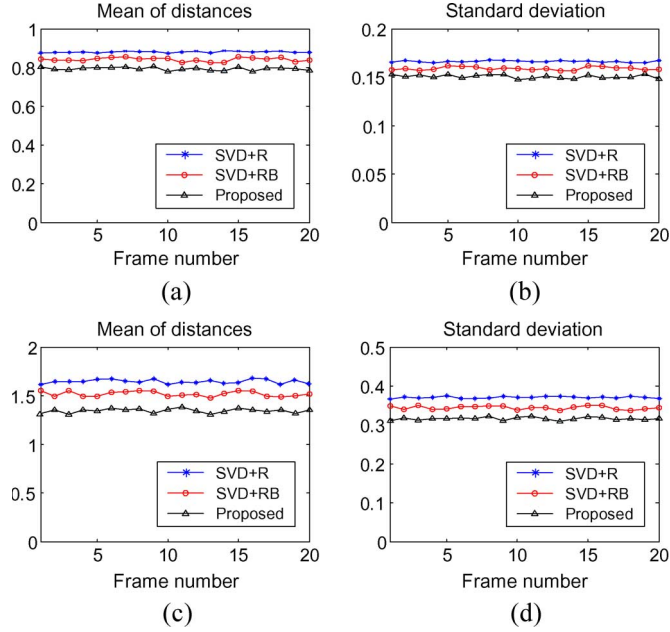 Mean of distances
1
0.8
0.6
0.4
0.2
0
SVD+R
SVD+RB
Proposed
5 10 15 20
Frame number
(a)
Standard deviation
0.2
0.15
0.1
0.05
0
SVD+R
SVD+RB
Proposed
5 10 15 20
Frame number
(b)
Mean of distances
2
1.5
1
0.5
0
SVD+R
SVD+RB
Proposed
5 10 15 20
Frame number
(c)
Standard deviation
0.5
0.4
0.3
0.2
0.1
0
SVD+R
SVD+RB
Proposed
5 10 15 20
Frame number
(d)